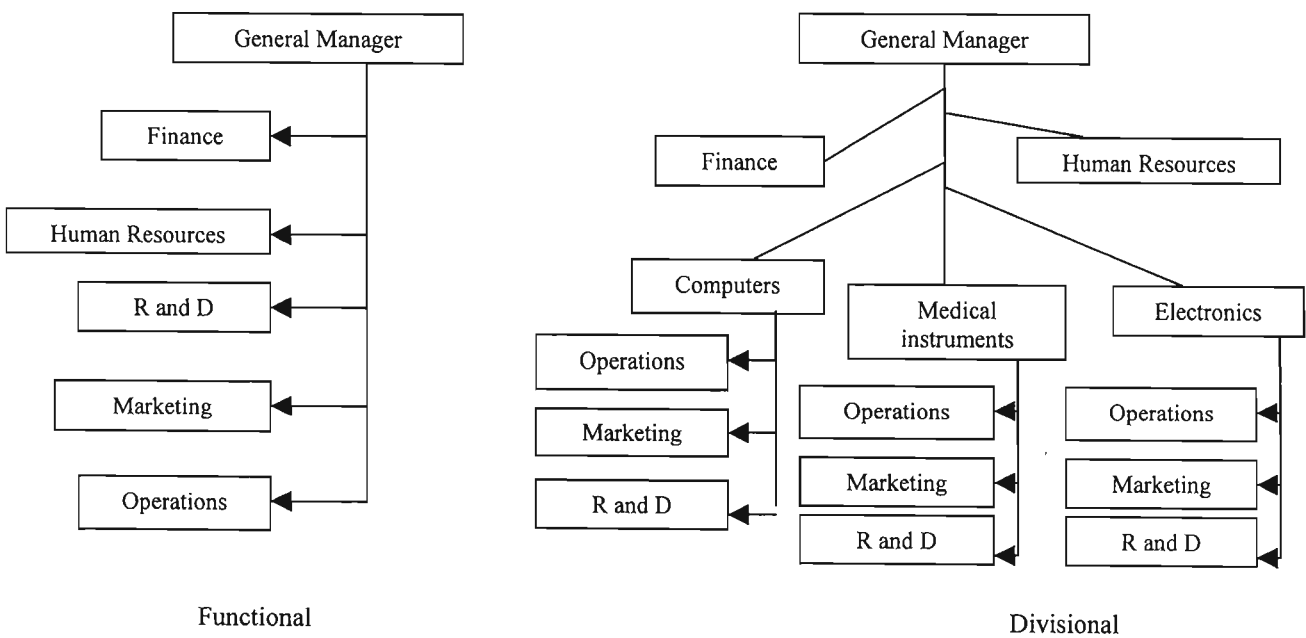 General Manager
Finance
Human Resources
R and D
Marketing
Operations
Functional
General Manager
Finance
Human Resources
Computers
Operations
Marketing
R and D
Medical
instruments
Operations
Marketing
R and D
Electronics
Operations
Marketing
R and D
Divisional